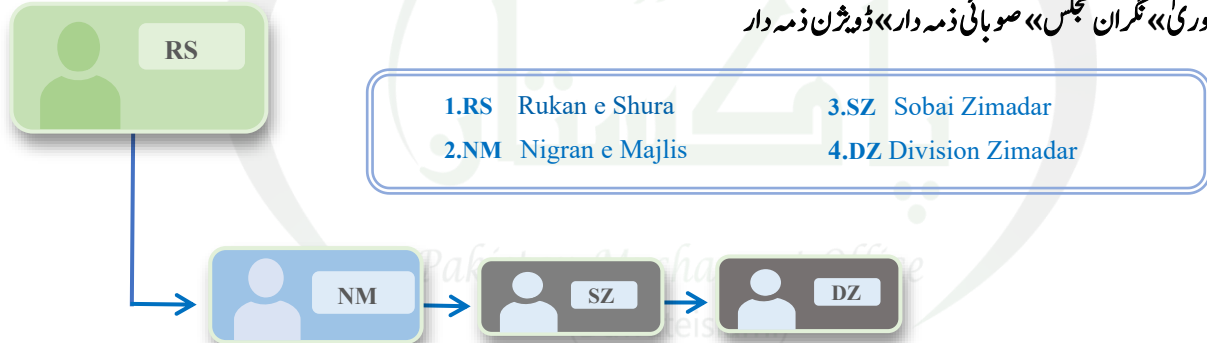 نگران مجلس»صوبائی ذمہ دار»ڈویژن ذمہ دار
RS
1.RS Rukan e Shura
3.SZ Sobai Zimadar
2.NM Nigran e Majlis
4.DZ Division Zimadar
NM
SZ
DZ